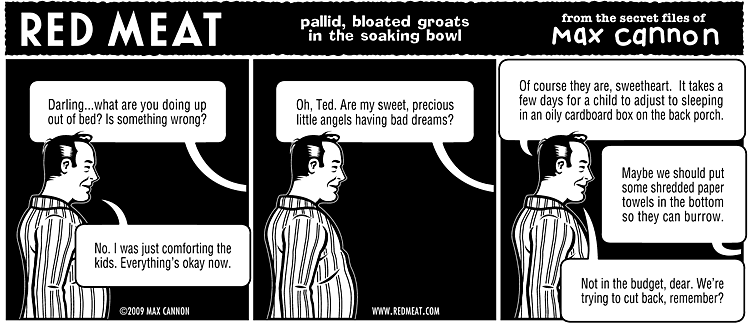 RED MEAT
pallid, bloated groats
in the soaking bowl
from the secret files of
Max Cannon
Darling...what are you doing up
out of bed? Is something wrong?
No. I was just comforting the
kids. Everything's okay now.
©2009 MAX CANNON
Oh, Ted. Are my sweet, precious
little angels having bad dreams?
WWW.REDMEAT.COM
Of course they are, sweetheart. It takes a
few days for a child to adjust to sleeping
in an oily cardboard box on the back porch.
Maybe we should put
some shredded paper
towels in the bottom
so they can burrow.
Not in the budget, dear. We're
trying to cut back, remember?